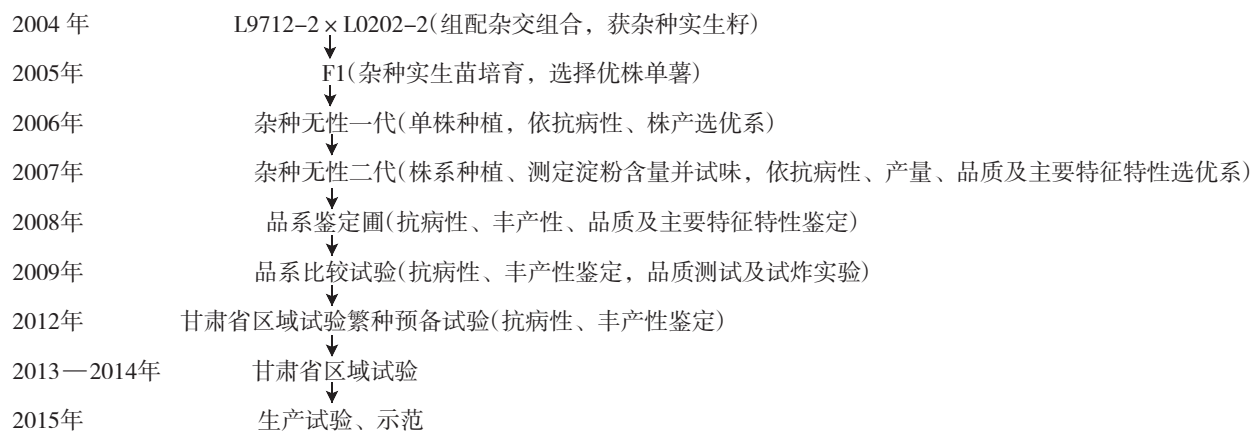 2004 年 L9712-2 × L0202-2(组配杂交组合，获杂种实生籽)
2005年 F1(杂种实生苗培育，选择优株单薯)
2006年 杂种无性一代(单株种植，依抗病性、株产选优系)
2007年 杂种无性二代(株系种植、测定淀粉含量并试味，依抗病性、产量、品质及主要特征特性选优系)
2008年 品系鉴定圃(抗病性、丰产性、品质及主要特征特性鉴定)
2009年 品系比较试验(抗病性、丰产性鉴定，品质测试及试炸实验)
2012年 甘肃省区域试验繁种预备试验(抗病性、丰产性鉴定)
2013—2014年 甘肃省区域试验
2015年 生产试验、示范